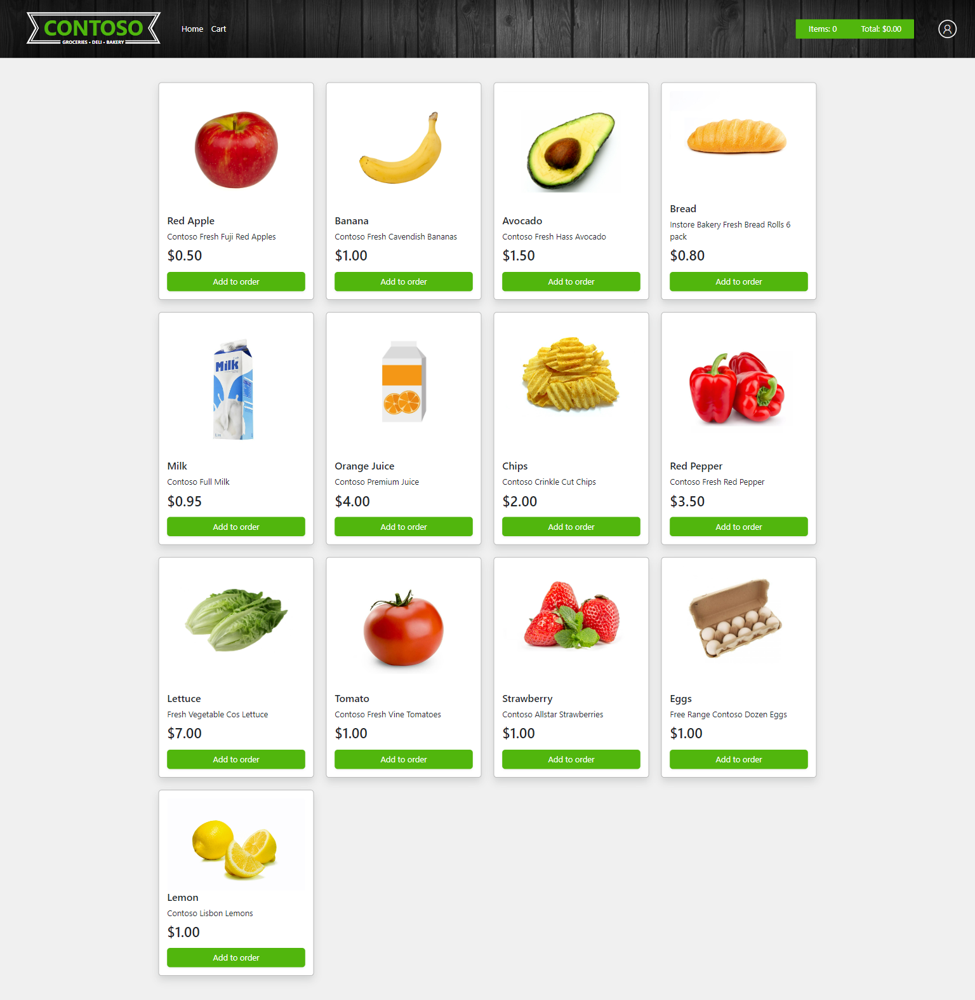 CONTOSO
GROCERIES • DELI • BAKERY
Home Cart
Items: 0 Total: $0.00
Red Apple
Contoso Fresh Fuji Red Apples
$0.50
Add to order
Banana
Contoso Fresh Cavendish Bananas
$1.00
Add to order
Avocado
Contoso Fresh Hass Avocado
$1.50
Add to order
Bread
Instore Bakery Fresh Bread Rolls 6
pack
$0.80
Add to order
Milk
Milk
Contoso Full Milk
$0.95
Add to order
Orange Juice
Contoso Premium Juice
$4.00
Add to order
Chips
Contoso Crinkle Cut Chips
$2.00
Add to order
Red Pepper
Contoso Fresh Red Pepper
$3.50
Add to order
Lettuce
Fresh Vegetable Cos Lettuce
$7.00
Add to order
Tomato
Contoso Fresh Vine Tomatoes
$1.00
Add to order
Strawberry
Contoso Allstar Strawberries
$1.00
Add to order
Eggs
Free Range Contoso Dozen Eggs
$1.00
Add to order
Lemon
Contoso Lisbon Lemons
$1.00
Add to order